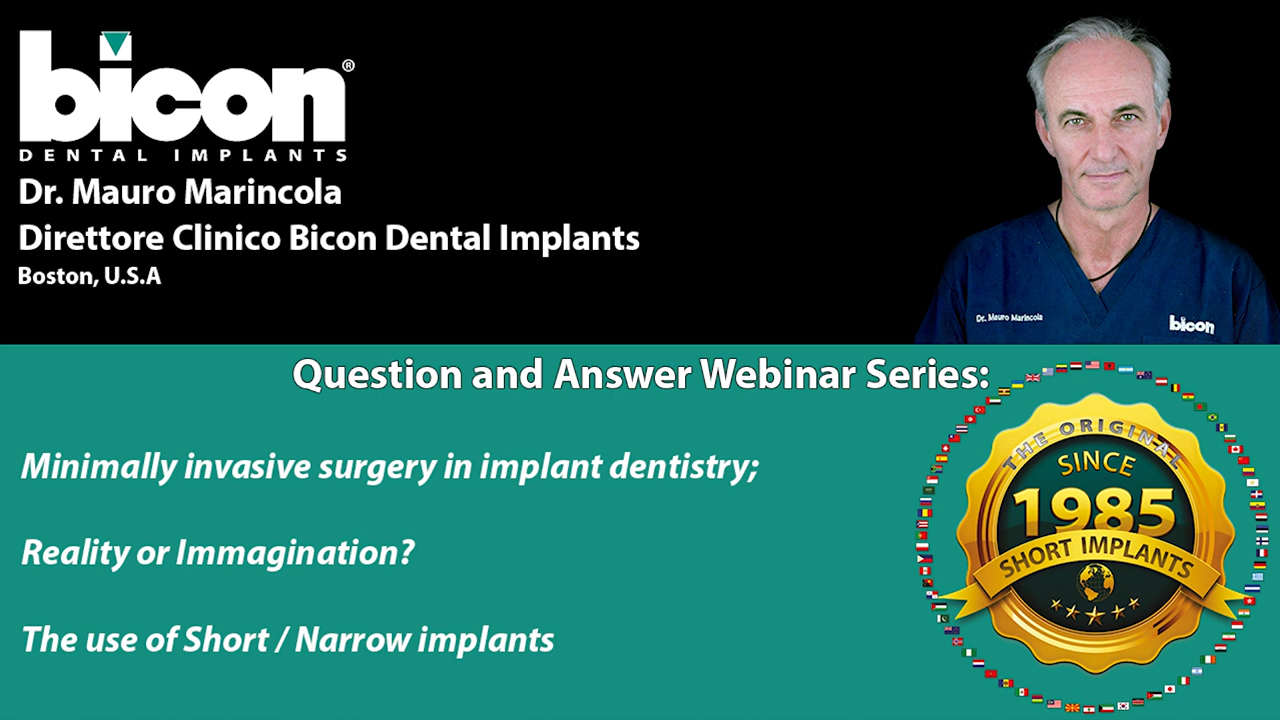 bicon®
DENTAL IMPLANTS
Dr. Mauro Marincola
Direttore Clinico Bicon Dental Implants
Boston, U.S.A
Dr. Mauro Marincola
bicon
Question and Answer Webinar Series:
Minimally invasive surgery in implant dentistry;
Reality or Immagination?
The use of Short / Narrow implants
THE ORIGINAL
SINCE
1985
SHORT IMPLANTS